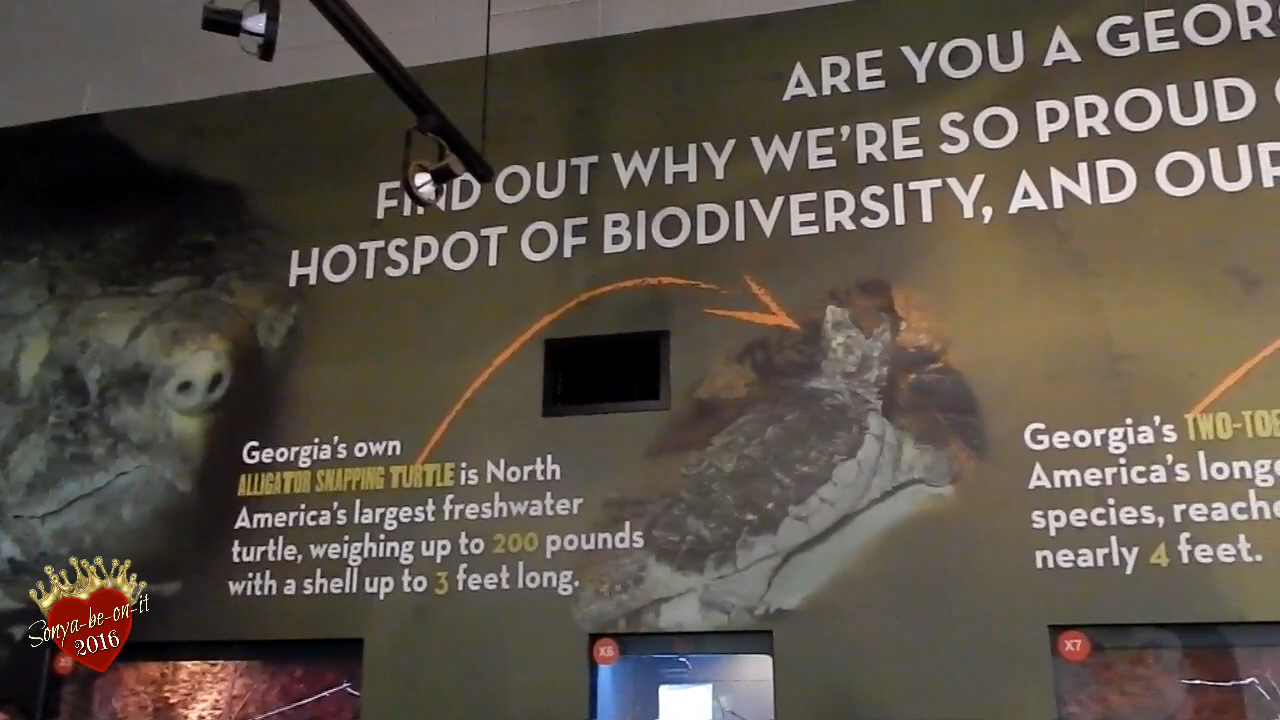 ARE YOU A GEOR
FIND OUT WHY WE'RE SO PROUD
HOTSPOT OF BIODIVERSITY, AND OUR
Georgia's own
ALLIGATOR SNAPPING TURTLE is North
America's largest freshwater
turtle, weighing up to 200 pounds
with a shell up to 3 feet long.
Georgia's TWO-TOE
America's longe
species, reache
nearly 4 feet.
Sonya-be-on-it
2016
X6
X7